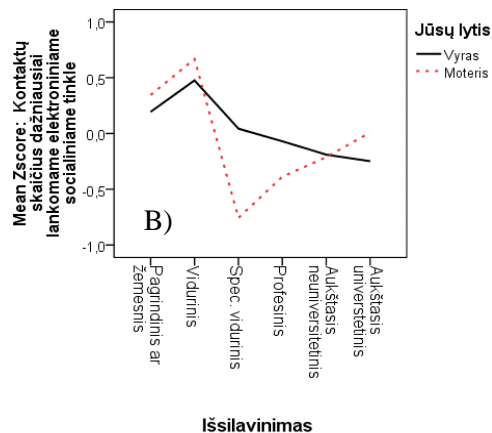 Mean Zscore: Kontaktų
skaičius dažniausiai
lankomame elektroniniame
socialiniame tinkle
1,0
0,5
0,0
-0,5
-1,0
B)
Jūsų lytis
Vyras
Moteris
Pagrindinis ar
žemesnis
Vidurinis
Spec. vidurinis
Profesinis
Aukštasis
neuniversitetinis
Aukštasis
universtetinis
Išsilavinimas